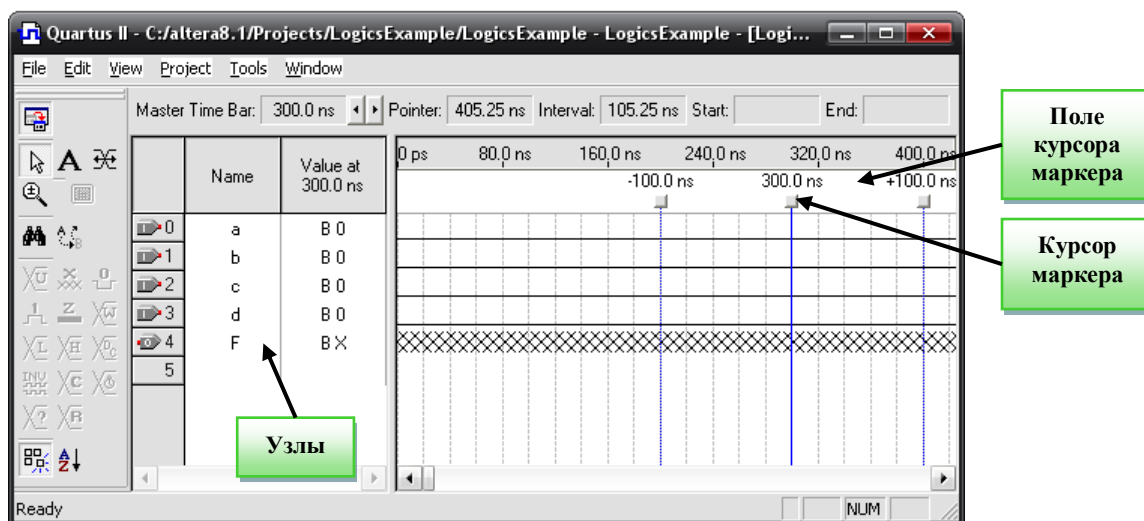 Quartus II - C:/altera8.1/Projects/LogicsExample/LogicsExample - LogicsExample - [Logi...
File Edit View Project Tools Window
Master Time Bar: 300.0 ns Pointer: 405.25 ns Interval: 105.25 ns Start: End:
Name
Value at
300.0 ns
0 ps 80.0 ns 160.0 ns 240.0 ns 320.0 ns 400.0 ns
-100.0 ns 300.0 ns +100.0 ns
0 a B 0
1 b B 0
2 c B 0
3 d B 0
4 F B X
5
Поле
курсора
маркера
Курсор
маркера
Узлы
Ready
NUM